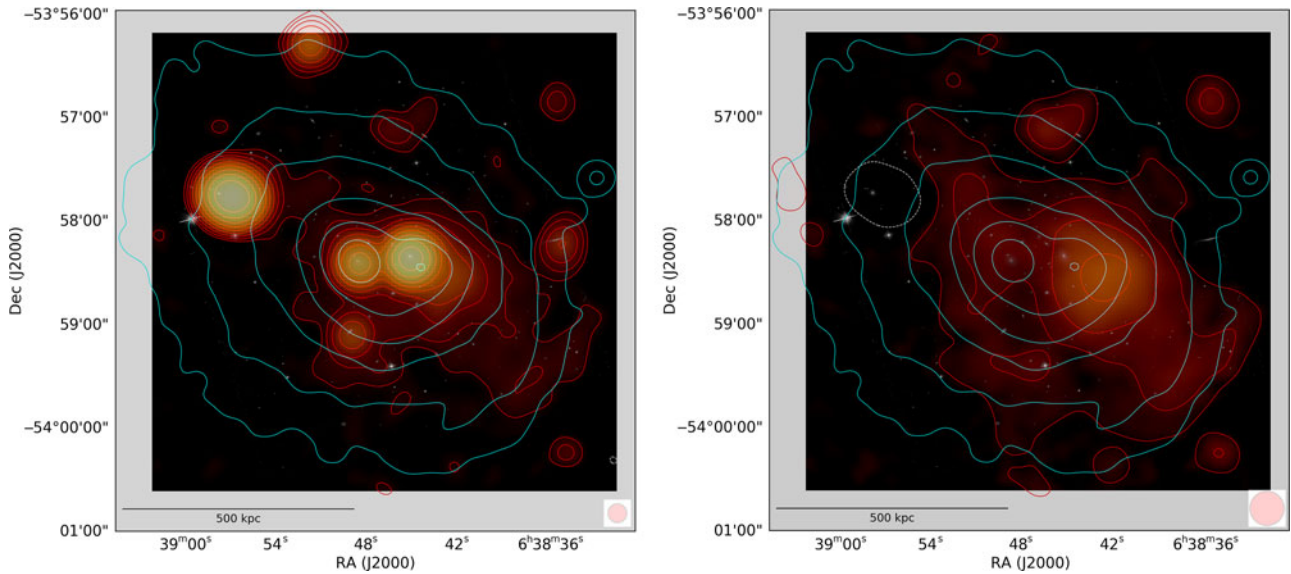 −53°56'00"
57'00"
58'00"
59'00"
−54°00'00"
01'00"
Dec (J2000)
500 kpc
39ᵐ00ˢ
54ˢ
48ˢ
42ˢ
6ʰ38ᵐ36ˢ
RA (J2000)
−53°56'00"
57'00"
58'00"
59'00"
−54°00'00"
01'00"
Dec (J2000)
500 kpc
39ᵐ00ˢ
54ˢ
48ˢ
42ˢ
6ʰ38ᵐ36ˢ
RA (J2000)